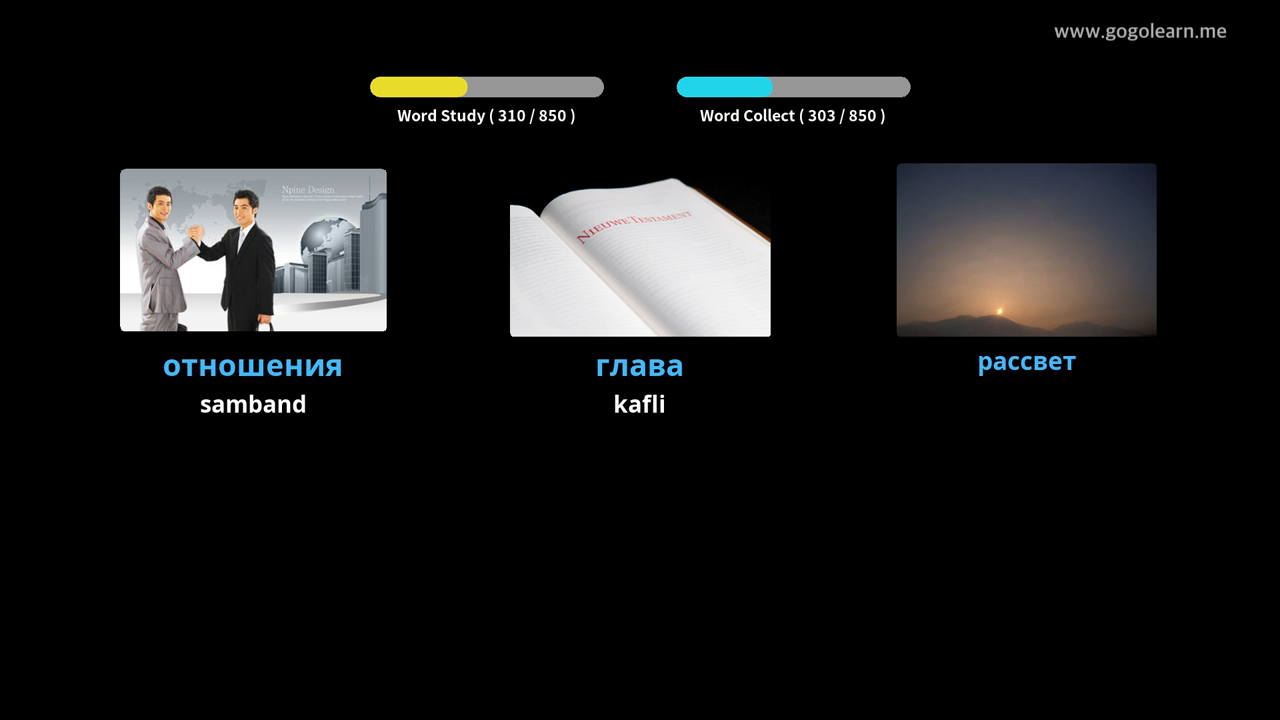 www.gogolearn.me
Word Study ( 310 / 850 )
Word Collect ( 303 / 850 )
Npine Design
NIEUWE TESTAMENT
отношения
глава
рассвет
samband
kafli